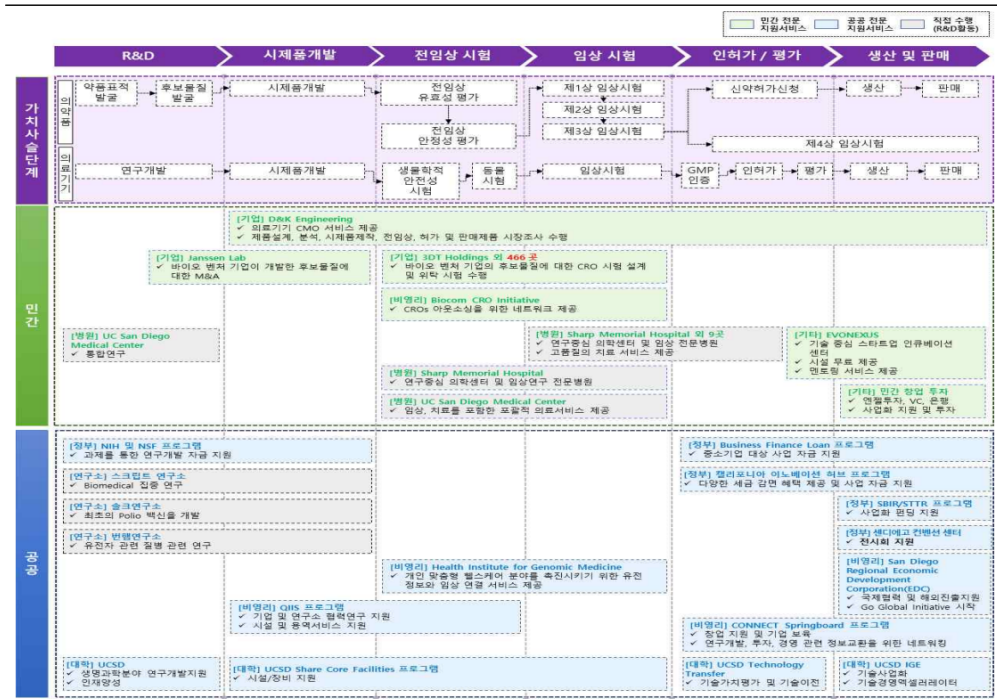 민간 전문
지원서비스
공공 전문
지원서비스
직접 수행
(R&D활동)
R&D
시제품개발
전임상 시험
임상 시험
인허가 / 평가
생산 및 판매
가치사슬단계
의약품
약품표적
발굴
후보물질
발굴
시제품개발
전임상
유효성 평가
전임상
안정성 평가
제1상 임상시험
제2상 임상시험
제3상 임상시험
신약허가신청
생산
판매
제4상 임상시험
의료기기
연구개발
시제품개발
생물학적
안전성
시험
동물
시험
임상시험
GMP
인증
인허가
평가
생산
판매
민간
[기업] D&K Engineering
✓ 의료기기 CMO 서비스 제공
✓ 제품설계, 분석, 시제품제작, 전임상, 허가 및 판매제품 시장조사 수행
[기업] Janssen Lab
✓ 바이오 벤처 기업이 개발한 후보물질에
대한 M&A
[기업] 3DT Holdings 외 466 곳
✓ 바이오 벤처 기업의 후보물질에 대한 CRO 시험 설계
및 위탁 시험 수행
[비영리] Biocom CRO Initiative
✓ CROs 아웃소싱을 위한 네트워크 제공
[병원] UC San Diego
Medical Center
✓ 통합연구
[병원] Sharp Memorial Hospital 외 9곳
✓ 연구중심 의학센터 및 임상 전문병원
✓ 고품질의 치료 서비스 제공
[기타] EVONEXUS
✓ 기술 중심 스타트업 인큐베이션
센터
✓ 시설 무료 제공
✓ 멘토링 서비스 제공
[병원] Sharp Memorial Hospital
✓ 연구중심 의학센터 및 임상연구 전문병원
[병원] UC San Diego Medical Center
✓ 임상, 치료를 포함한 포괄적 의료서비스 제공
[기타] 민간 창업 투자
✓ 엔젤투자, VC, 은행
✓ 사업화 지원 및 투자
공공
[정부] NIH 및 NSF 프로그램
✓ 과제를 통한 연구개발 자금 지원
[정부] Business Finance Loan 프로그램
✓ 중소기업 대상 사업 자금 지원
[연구소] 스크립트 연구소
✓ Biomedical 집중 연구
[정부] 캘리포니아 이노베이션 허브 프로그램
✓ 다양한 세금 감면 혜택 제공 및 사업 자금 지원
[연구소] 솔크연구소
✓ 최초의 Polio 백신을 개발
[정부] SBIR/STTR 프로그램
✓ 사업화 펀딩 지원
[연구소] 번햄연구소
✓ 유전자 관련 질병 관련 연구
[정부] 샌디에고 컨벤션 센터
✓ 전시회 지원
[비영리] Health Institute for Genomic Medicine
✓ 개인 맞춤형 헬스케어 분야를 촉진시키기 위한 유전
정보와 임상 연결 서비스 제공
[비영리] San Diego
Regional Economic
Development
Corporation(EDC)
✓ 국제협력 및 해외진출지원
✓ Go Global Initiative 시작
[비영리] QIIS 프로그램
✓ 기업 및 연구소 협력연구 지원
✓ 시설 및 용역서비스 지원
[비영리] CONNECT Springboard 프로그램
✓ 창업 지원 및 기업 보육
✓ 연구개발, 투자, 경영 관련 정보교환을 위한 네트워킹
[대학] UCSD
✓ 생명과학분야 연구개발지원
✓ 인재양성
[대학] UCSD Share Core Facilities 프로그램
✓ 시설/장비 지원
[대학] UCSD Technology
Transfer
✓ 기술가치평가 및 기술이전
[대학] UCSD IGE
✓ 기술사업화
✓ 기술경영액셀러레이터